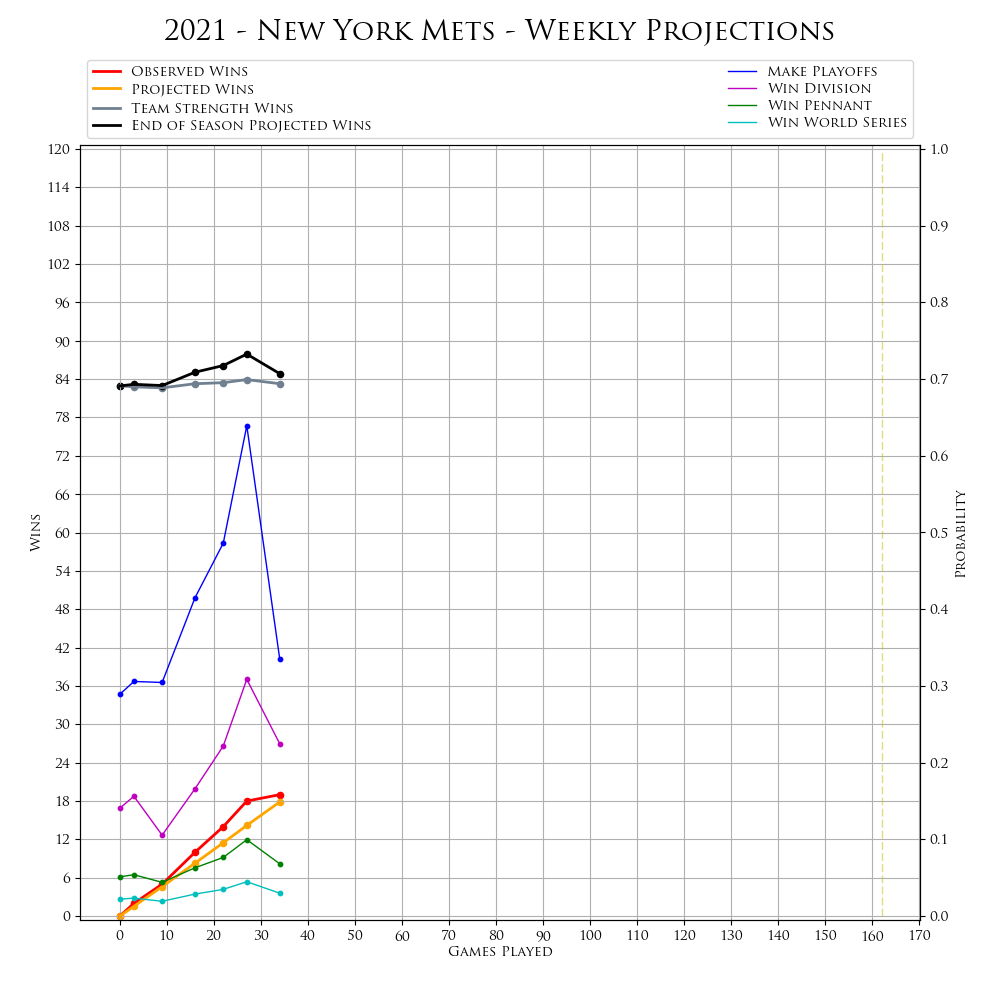 2021 - New York Mets - Weekly Projections
Observed Wins
Projected Wins
Team Strength Wins
End of Season Projected Wins
Make Playoffs
Win Division
Win Pennant
Win World Series
120
114
108
102
96
90
84
78
72
66
60
54
48
42
36
30
24
18
12
6
0
Wins
1.0
0.9
0.8
0.7
0.6
0.5
0.4
0.3
0.2
0.1
0.0
Probability
0 10 20 30 40 50 60 70 80 90 100 110 120 130 140 150 160 170
Games Played